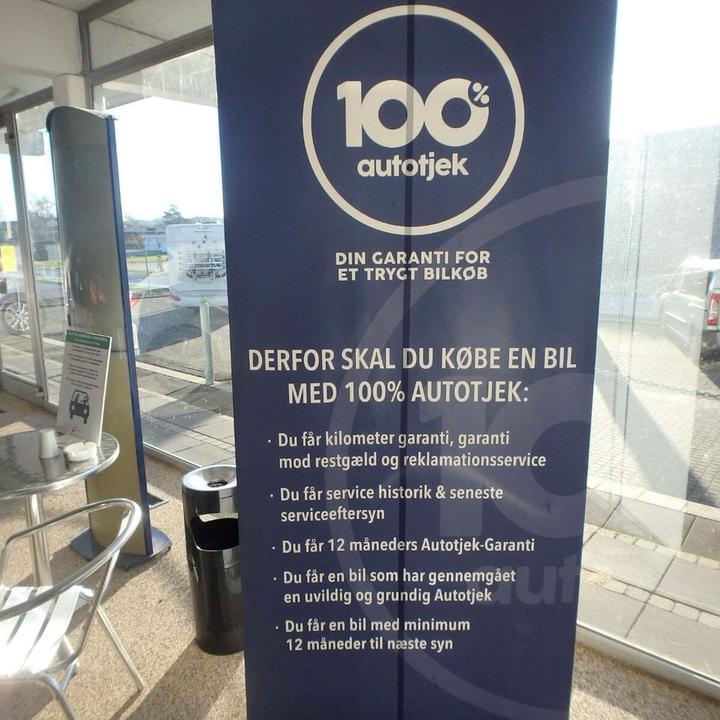 100%
autotjek
DIN GARANTI FOR
ET TRYGT BILKØB
DERFOR SKAL DU KØBE EN BIL
MED 100% AUTOTJEK:
· Du får kilometer garanti, garanti
mod restgæld og reklamationsservice
· Du får service historik & seneste
serviceeftersyn
· Du får 12 måneders Autotjek-Garanti
· Du får en bil som har gennemgået
en uvildig og grundig Autotjek
· Du får en bil med minimum
12 måneder til næste syn